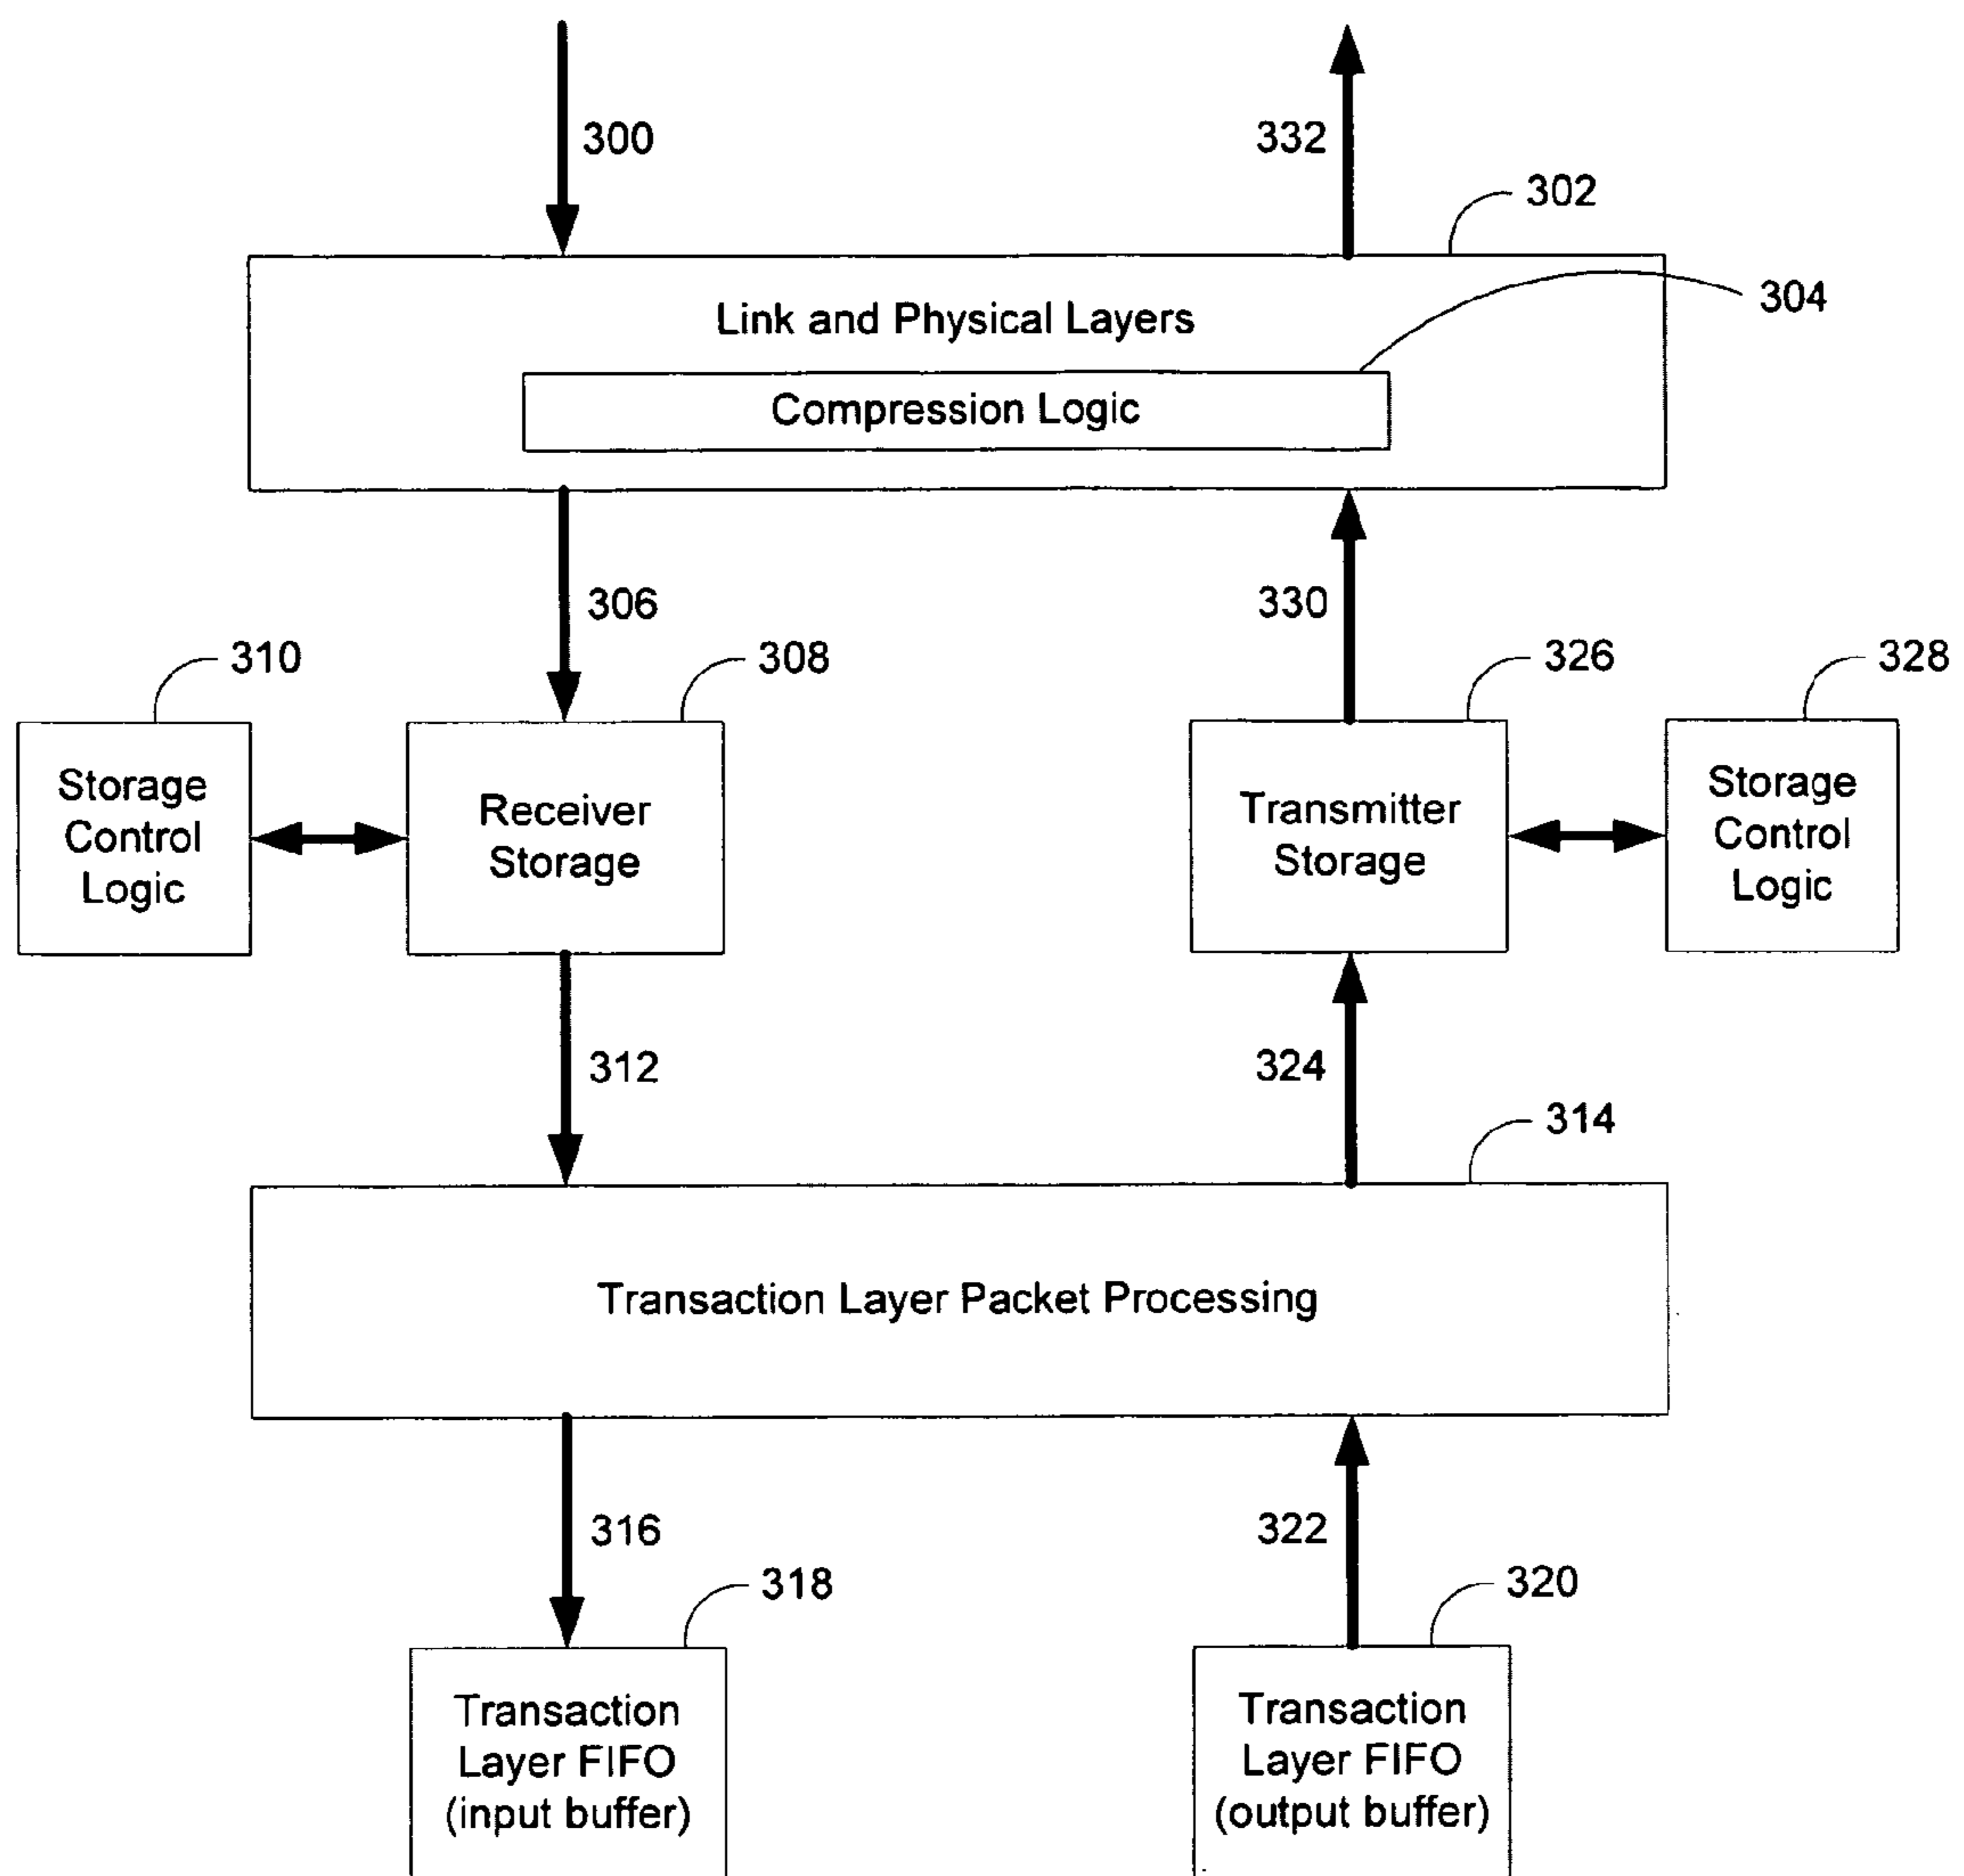 300
332
302
Link and Physical Layers
304
Compression Logic
306
330
310
308
326
328
Storage
Control
Logic
Receiver
Storage
Transmitter
Storage
Storage
Control
Logic
312
324
314
Transaction Layer Packet Processing
316
322
318
320
Transaction
Layer FIFO
(input buffer)
Transaction
Layer FIFO
(output buffer)